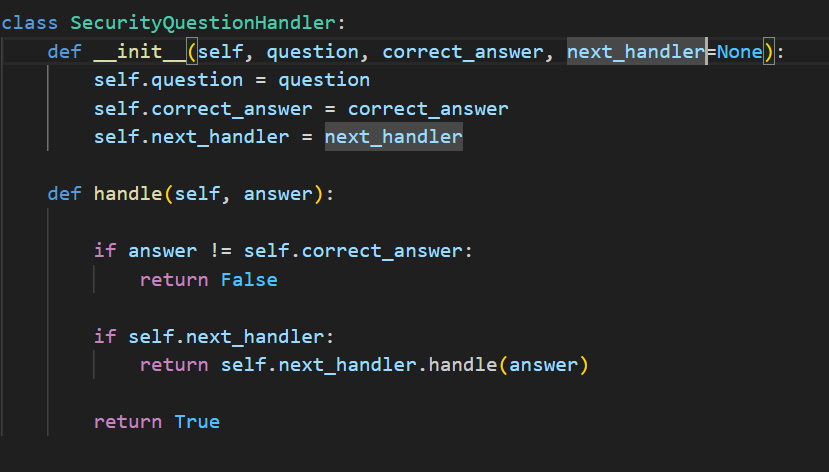 class SecurityQuestionHandler:
    def __init__(self, question, correct_answer, next_handler=None):
        self.question = question
        self.correct_answer = correct_answer
        self.next_handler = next_handler
    def handle(self, answer):
        if answer != self.correct_answer:
            return False
        if self.next_handler:
            return self.next_handler.handle(answer)
        return True